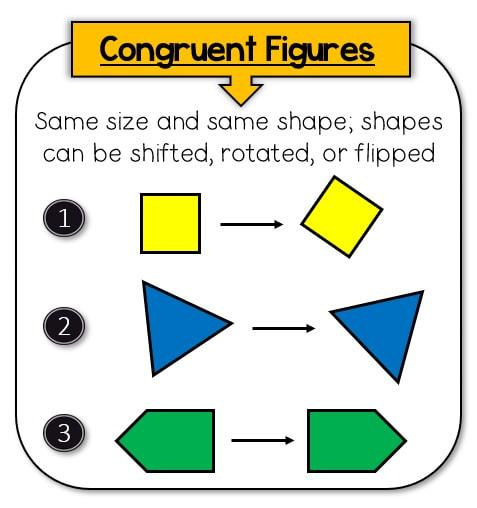 Congruent Figures
Same size and same shape; shapes
can be shifted, rotated, or flipped
1
2
3